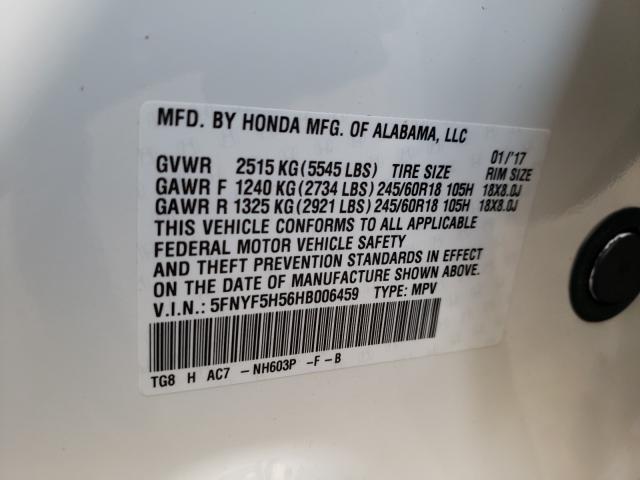 MFD. BY HONDA MFG. OF ALABAMA, LLC
01/'17
GVWR 2515 KG (5545 LBS) TIRE SIZE RIM SIZE
GAWR F 1240 KG (2734 LBS) 245/60R18 105H 18X8.0J
GAWR R 1325 KG (2921 LBS) 245/60R18 105H 18X8.0J
THIS VEHICLE CONFORMS TO ALL APPLICABLE
FEDERAL MOTOR VEHICLE SAFETY
AND THEFT PREVENTION STANDARDS IN EFFECT
ON THE DATE OF MANUFACTURE SHOWN ABOVE.
V.I.N.: 5FNYF5H56HB006459 TYPE: MPV
TG8 H AC7 -NH603P -F-B